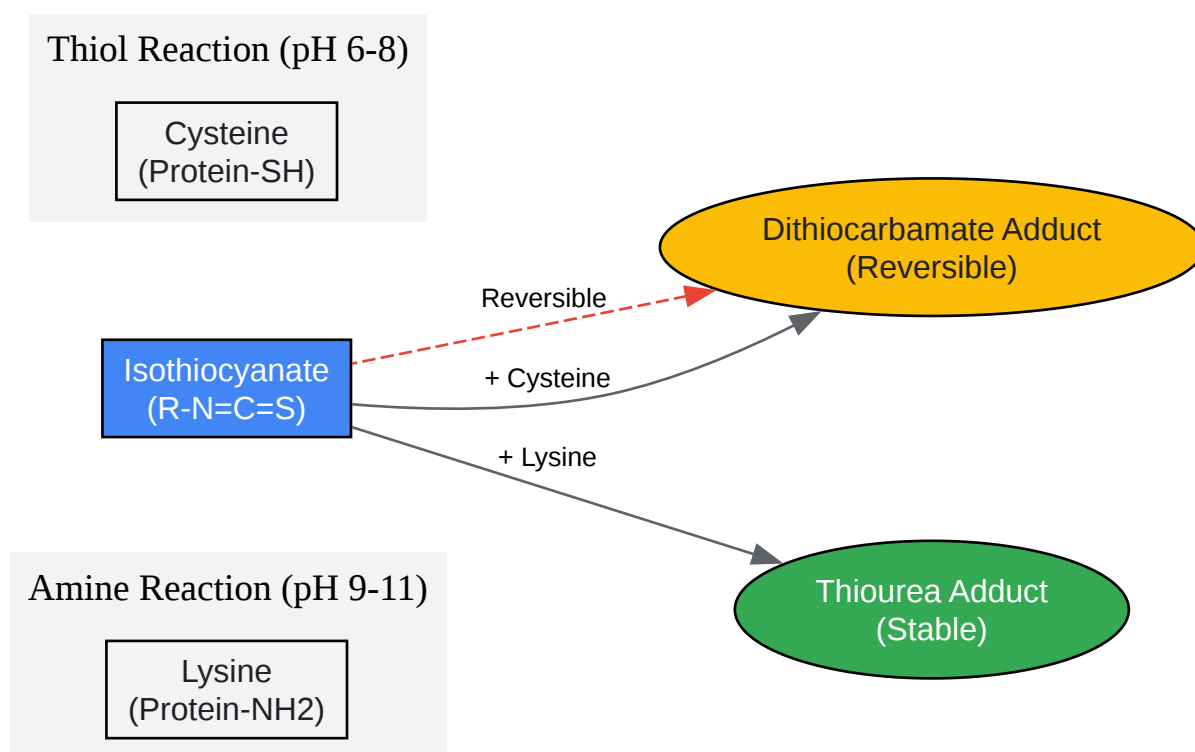 Thiol Reaction (pH 6-8)
Cysteine
(Protein-SH)
Dithiocarbamate Adduct
(Reversible)
Reversible
Isothiocyanate
(R-N=C=S)
+ Cysteine
+ Lysine
Amine Reaction (pH 9-11)
Lysine
(Protein-NH2)
Thiourea Adduct
(Stable)